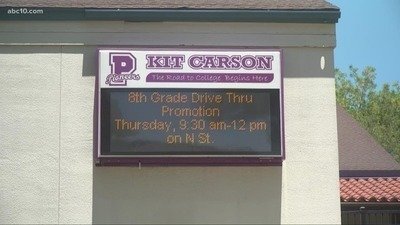 abc10.com
P KIT CARSON
Pioneers
The Road to College Begins Here
8th Grade Drive Thru
Promotion
Thursday, 9:30 am-12 pm
on N St.